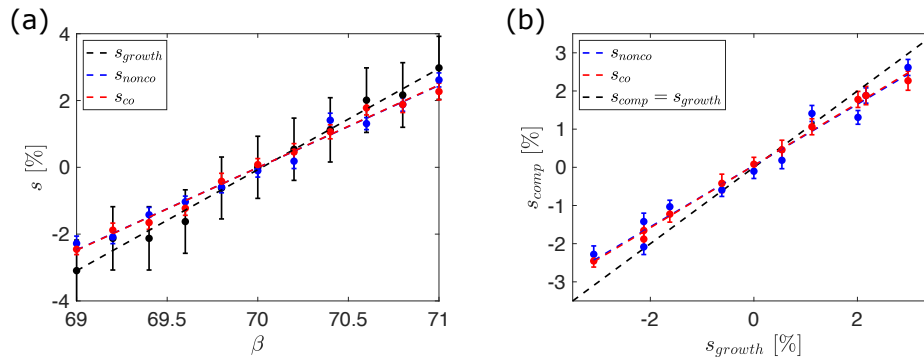 (a)
4
2
0
-2
-4
s [%]
s_growth
s_nonco
s_co
69
69.5
70
70.5
71
β
(b)
3
2
1
0
-1
-2
-3
s_comp [%]
s_nonco
s_co
s_comp = s_growth
-2
0
2
s_growth [%]